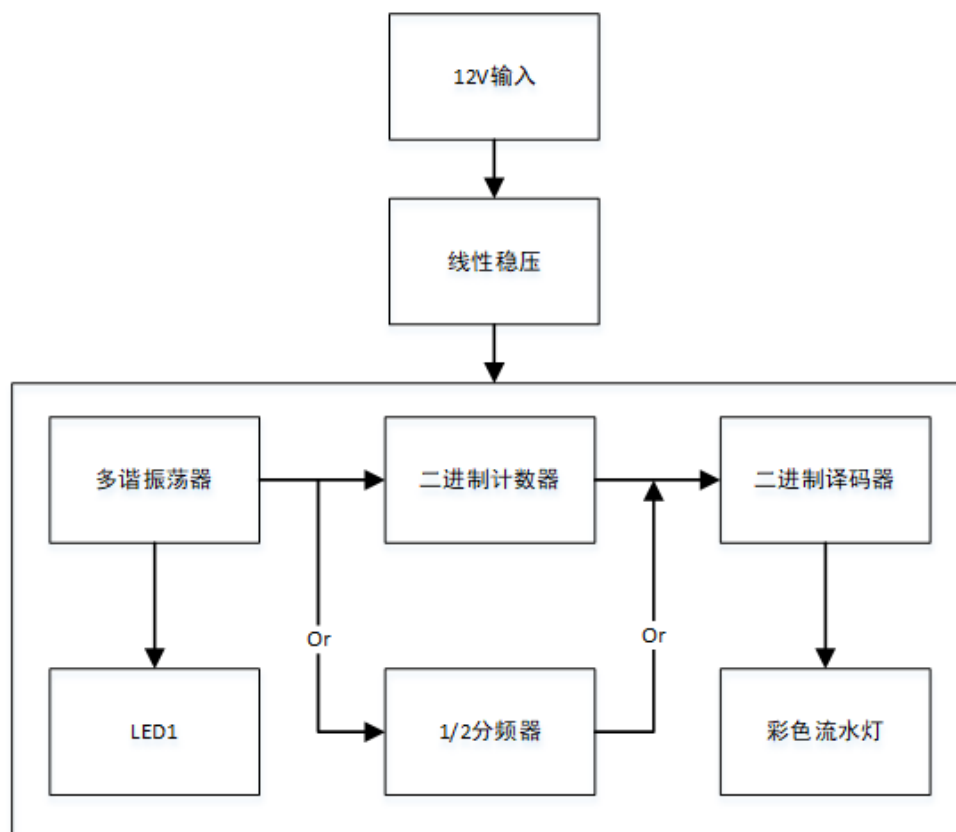 12V输入
线性稳压
多谐振荡器
二进制计数器
二进制译码器
Or
Or
LED1
1/2分频器
彩色流水灯